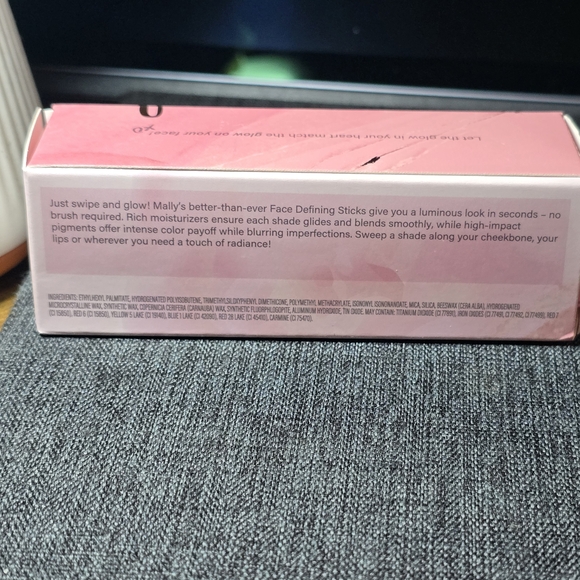 Let the glow in your heart match the glow on your face!
xo
Just swipe and glow! Mally's better-than-ever Face Defining Sticks give you a luminous look in seconds – no
brush required. Rich moisturizers ensure each shade glides and blends smoothly, while high-impact
pigments offer intense color payoff while blurring imperfections. Sweep a shade along your cheekbone, your
lips or wherever you need a touch of radiance!
INGREDIENTS: ETHYLHEXYL PALMITATE, HYDROGENATED POLYISOBUTENE, TRIMETHYLSILOXYPHENYL DIMETHICONE, POLYMETHYL METHACRYLATE, ISONONYL ISONONANOATE, MICA, SILICA, BEESWAX (CERA ALBA), HYDROGENATED
MICROCRYSTALLINE WAX, SYNTHETIC WAX, COPERNICIA CERIFERA (CARNAUBA) WAX, SYNTHETIC FLUORPHLOGOPITE, ALUMINUM HYDROXIDE, TIN OXIDE. MAY CONTAIN: TITANIUM DIOXIDE (CI 77891), IRON OXIDES (CI 77491, CI 77492, CI 77499), RED 7
(CI 15850), RED 6 (CI 15850), YELLOW 5 LAKE (CI 19140), BLUE 1 LAKE (CI 42090), RED 28 LAKE (CI 45410), CARMINE (CI 75470).